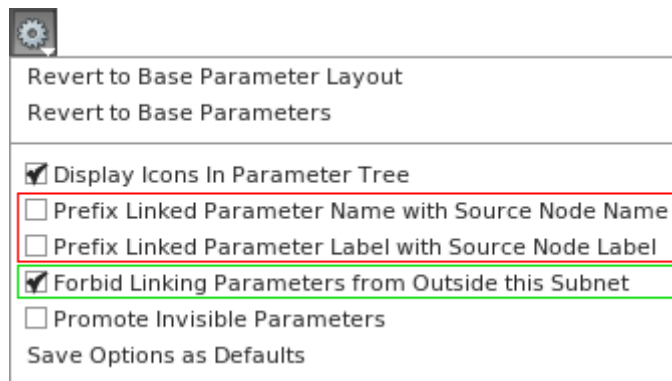 Revert to Base Parameter Layout
Revert to Base Parameters
Display Icons In Parameter Tree
Prefix Linked Parameter Name with Source Node Name
Prefix Linked Parameter Label with Source Node Label
Forbid Linking Parameters from Outside this Subnet
Promote Invisible Parameters
Save Options as Defaults